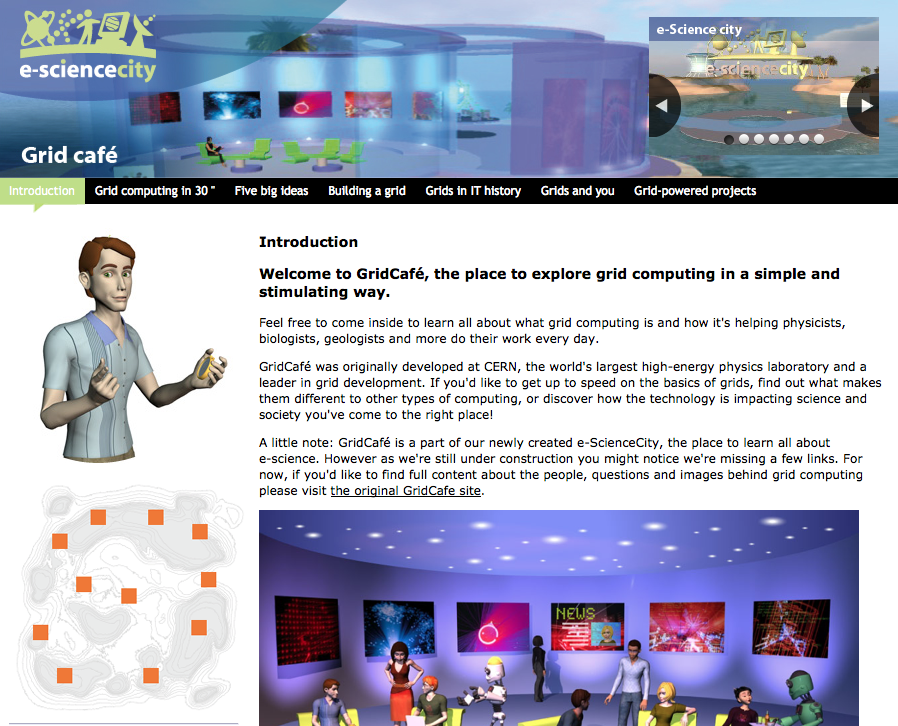 e-sciencecity
e-Science city
e-sciencecity
Grid café
Introduction Grid computing in 30 " Five big ideas Building a grid Grids in IT history Grids and you Grid-powered projects
Introduction
Welcome to GridCafé, the place to explore grid computing in a simple and
stimulating way.
Feel free to come inside to learn all about what grid computing is and how it's helping physicists,
biologists, geologists and more do their work every day.
GridCafé was originally developed at CERN, the world's largest high-energy physics laboratory and a
leader in grid development. If you'd like to get up to speed on the basics of grids, find out what makes
them different to other types of computing, or discover how the technology is impacting science and
society you've come to the right place!
A little note: GridCafé is a part of our newly created e-ScienceCity, the place to learn all about
e-science. However as we're still under construction you might notice we're missing a few links. For
now, if you'd like to find full content about the people, questions and images behind grid computing
please visit the original GridCafe site.
NEWS